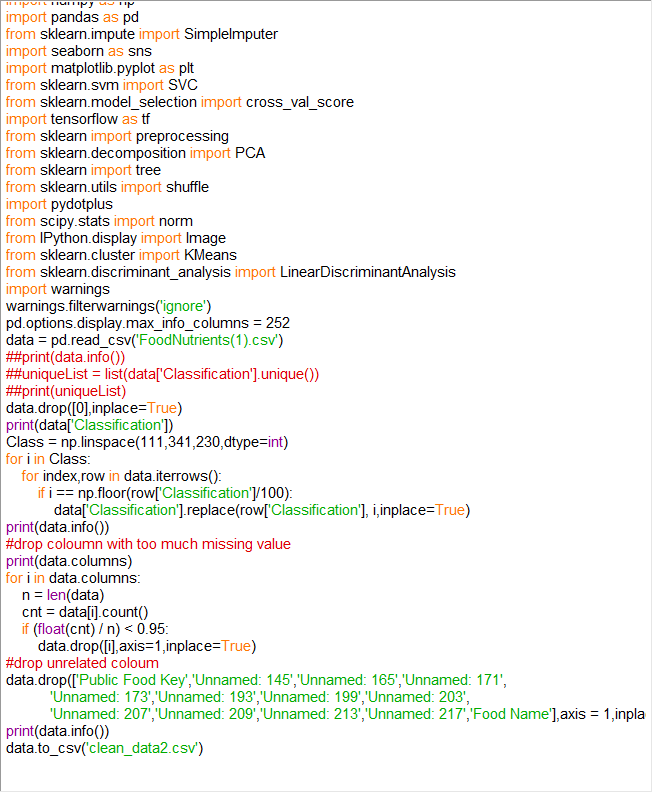 import numpy as np
import pandas as pd
from sklearn.impute import SimpleImputer
import seaborn as sns
import matplotlib.pyplot as plt
from sklearn.svm import SVC
from sklearn.model_selection import cross_val_score
import tensorflow as tf
from sklearn import preprocessing
from sklearn.decomposition import PCA
from sklearn import tree
from sklearn.utils import shuffle
import pydotplus
from scipy.stats import norm
from IPython.display import Image
from sklearn.cluster import KMeans
from sklearn.discriminant_analysis import LinearDiscriminantAnalysis
import warnings
warnings.filterwarnings('ignore')
pd.options.display.max_info_columns = 252
data = pd.read_csv('FoodNutrients(1).csv')
##print(data.info())
##uniqueList = list(data['Classification'].unique())
##print(uniqueList)
data.drop([0],inplace=True)
print(data['Classification'])
Class = np.linspace(111,341,230,dtype=int)
for i in Class:
    for index,row in data.iterrows():
        if i == np.floor(row['Classification']/100):
            data['Classification'].replace(row['Classification'], i,inplace=True)
print(data.info())
#drop coloumn with too much missing value
print(data.columns)
for i in data.columns:
    n = len(data)
    cnt = data[i].count()
    if (float(cnt) / n) < 0.95:
        data.drop([i],axis=1,inplace=True)
#drop unrelated coloum
data.drop(['Public Food Key','Unnamed: 145','Unnamed: 165','Unnamed: 171',
           'Unnamed: 173','Unnamed: 193','Unnamed: 199','Unnamed: 203',
           'Unnamed: 207','Unnamed: 209','Unnamed: 213','Unnamed: 217','Food Name'],axis = 1,inpla
print(data.info())
data.to_csv('clean_data2.csv')